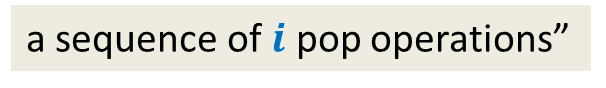 a sequence of i pop operations”